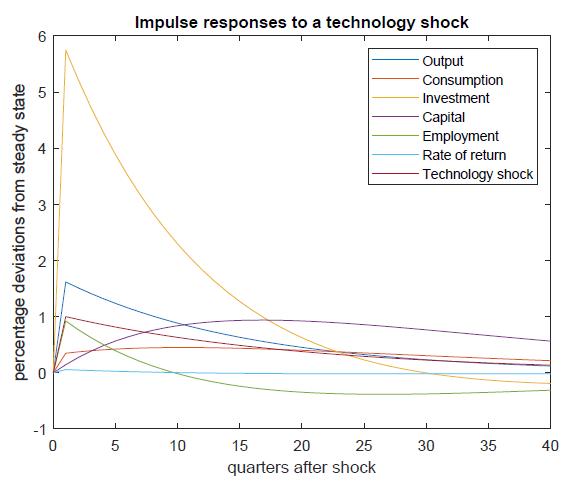 Impulse responses to a technology shock
percentage deviations from steady state
6
5
4
3
2
1
0
-1
Output
Consumption
Investment
Capital
Employment
Rate of return
Technology shock
0 5 10 15 20 25 30 35 40
quarters after shock